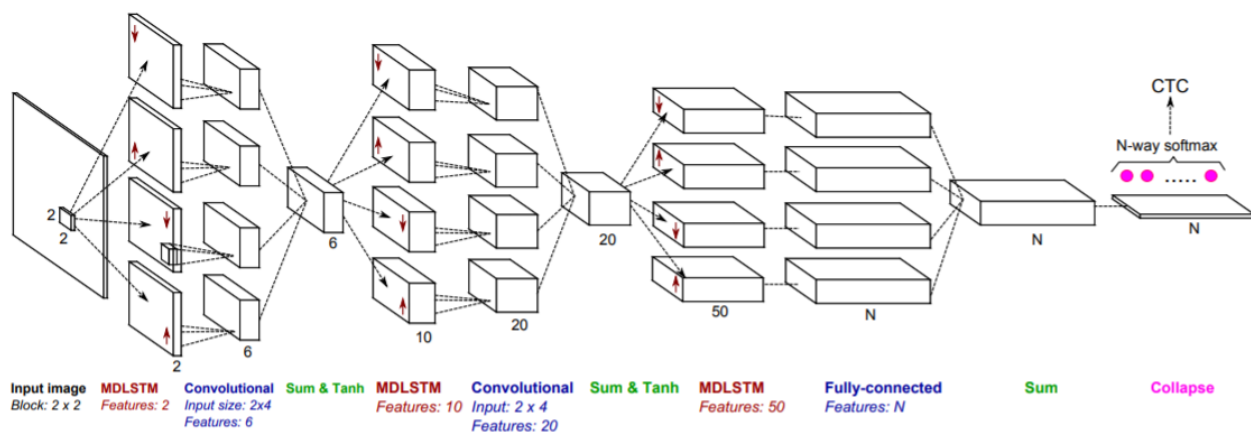 CTC
N-way softmax
.....
2
2
2
6
6
10
20
20
50
N
N
N
Input image
Block: 2 x 2
MDLSTM
Features: 2
Convolutional
Input size: 2x4
Features: 6
Sum & Tanh
MDLSTM
Features: 10
Convolutional
Input: 2 x 4
Features: 20
Sum & Tanh
MDLSTM
Features: 50
Fully-connected
Features: N
Sum
Collapse